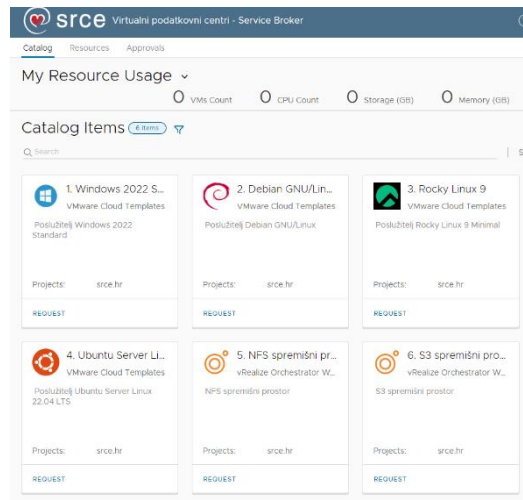 srce Virtualni podatkovni centri - Service Broker
Catalog Resources Approvals
My Resource Usage
0 VMs Count 0 CPU Count 0 Storage (GB) 0 Memory (GB)
Catalog Items 6 items
Search S
1. Windows 2022 S...
VMware Cloud Templates
Poslužitelj Windows 2022
Standard
Projects: srce.hr
REQUEST
2. Debian GNU/Lin...
VMware Cloud Templates
Poslužitelj Debian GNU/Linux
Projects: srce.hr
REQUEST
3. Rocky Linux 9
VMware Cloud Templates
Poslužitelj Rocky Linux 9 Minimal
Projects: srce.hr
REQUEST
4. Ubuntu Server Li...
VMware Cloud Templates
Poslužitelj Ubuntu Server Linux
22.04 LTS
Projects: srce.hr
REQUEST
5. NFS spremišni pr...
vRealize Orchestrator W...
NFS spremišni prostor
Projects: srce.hr
REQUEST
6. S3 spremišni pro...
vRealize Orchestrator W...
S3 spremišni prostor
Projects: srce.hr
REQUEST